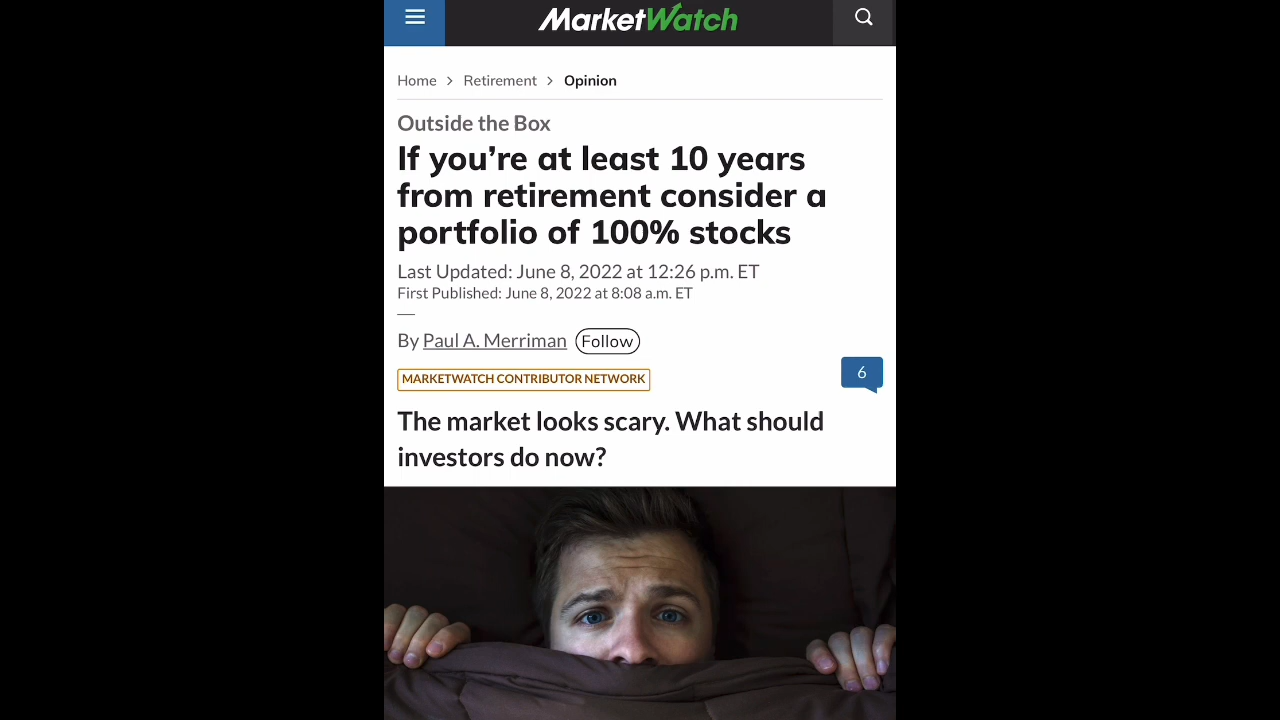 MarketWatch
Home > Retirement > Opinion
Outside the Box
If you’re at least 10 years
from retirement consider a
portfolio of 100% stocks
Last Updated: June 8, 2022 at 12:26 p.m. ET
First Published: June 8, 2022 at 8:08 a.m. ET
By Paul A. Merriman Follow
MARKETWATCH CONTRIBUTOR NETWORK
6
The market looks scary. What should
investors do now?